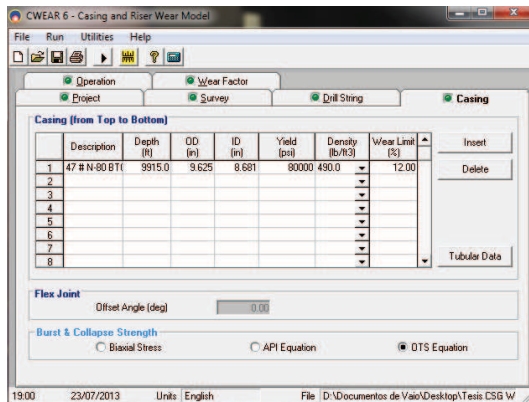 CWEAR 6 - Casing and Riser Wear Model
File Run Utilities Help
Operation Wear Factor
Project Survey Drill String Casing
Casing (from Top to Bottom)
Description Depth (ft) OD (in) ID (in) Yield (psi) Density (lb/ft3) Wear Limit (%)
1 47 # N-80 BT( 9915.0 9.625 8.681 80000 490.0 12.00
2
3
4
5
6
7
8
Insert
Delete
Tubular Data
Flex Joint
Offset Angle (deg) 0.00
Burst & Collapse Strength
Biaxial Stress API Equation OTS Equation
19:00 23/07/2013 Units English File D:\Documentos de Vaio\Desktop\Tesis CSG W